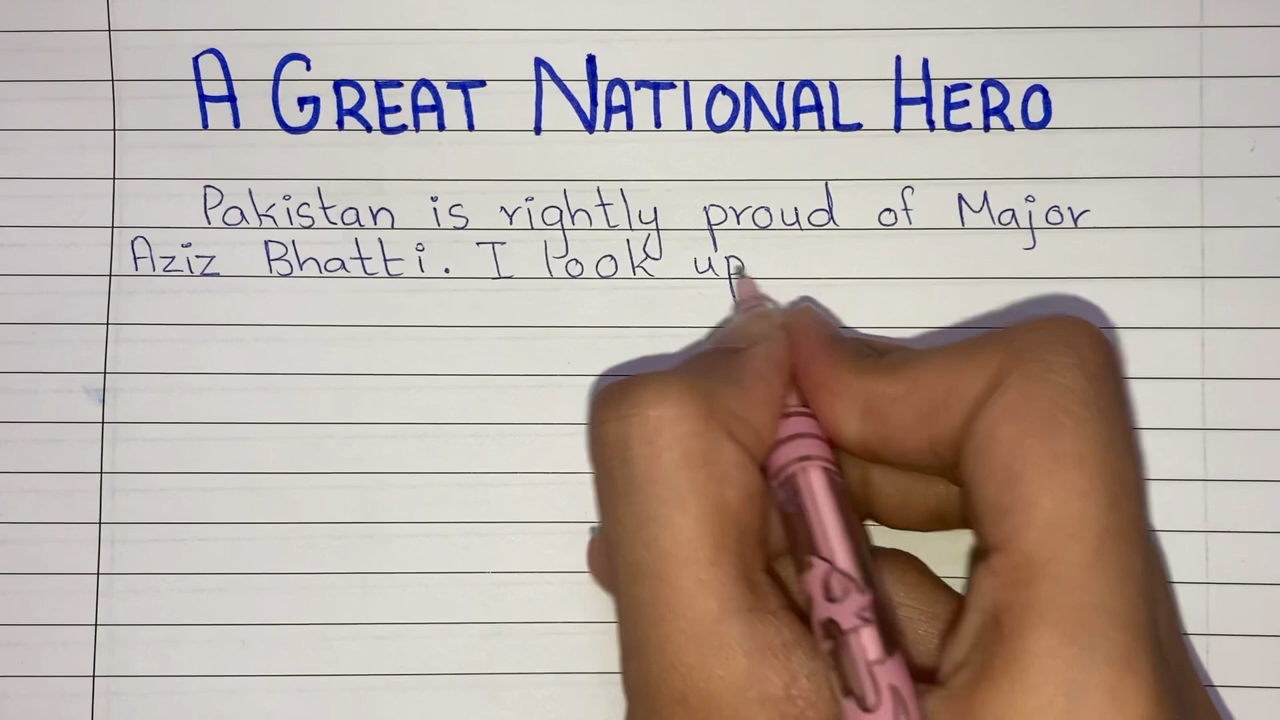 A GREAT NATIONAL HERO
Pakistan is rightly proud of Major
Aziz Bhatti. I look up